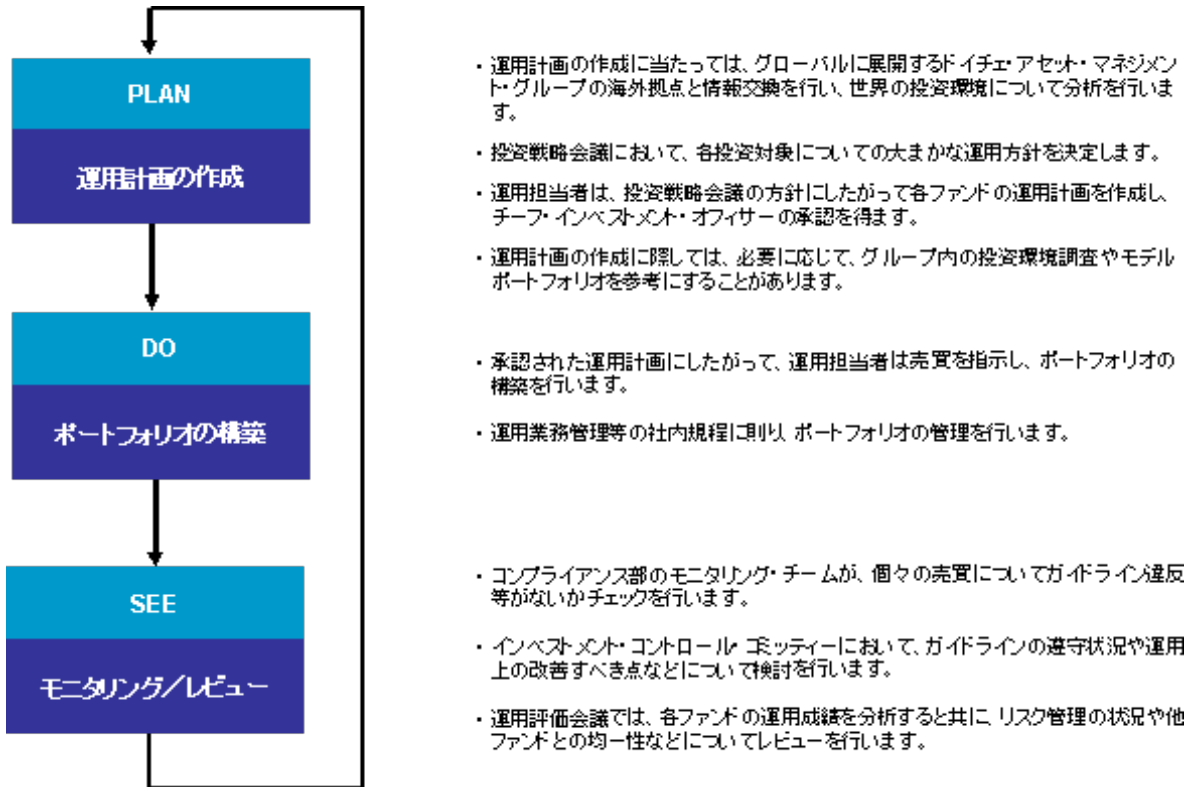 PLAN
運用計画の作成
・運用計画の作成に当たっては、グローバルに展開するドイチェ・アセット・マネジメン
ト・グループの海外拠点と情報交換を行い、世界の投資環境について分析を行いま
す。
・投資戦略会議において、各投資対象についての大まかな運用方針を決定します。
・運用担当者は、投資戦略会議の方針にしたがって各ファンドの運用計画を作成し、
チーフ・インベストメント・オフィサーの承認を得ます。
・運用計画の作成に際しては、必要に応じて、グループ内の投資環境調査やモデル
ポートフォリオを参考にすることがあります。
DO
ポートフォリオの構築
・承認された運用計画にしたがって、運用担当者は売買を指示し、ポートフォリオの
構築を行います。
・運用業務管理等の社内規程に則り、ポートフォリオの管理を行います。
SEE
モニタリング／レビュー
・コンプライアンス部のモニタリング・チームが、個々の売買についてガイドライン違反
等がないかチェックを行います。
・インベストメント・コントロール・コミッティーにおいて、ガイドラインの遵守状況や運用
上の改善すべき点などについて検討を行います。
・運用評価会議では、各ファンドの運用成績を分析すると共に、リスク管理の状況や他
ファンドとの均一性などについてレビューを行います。